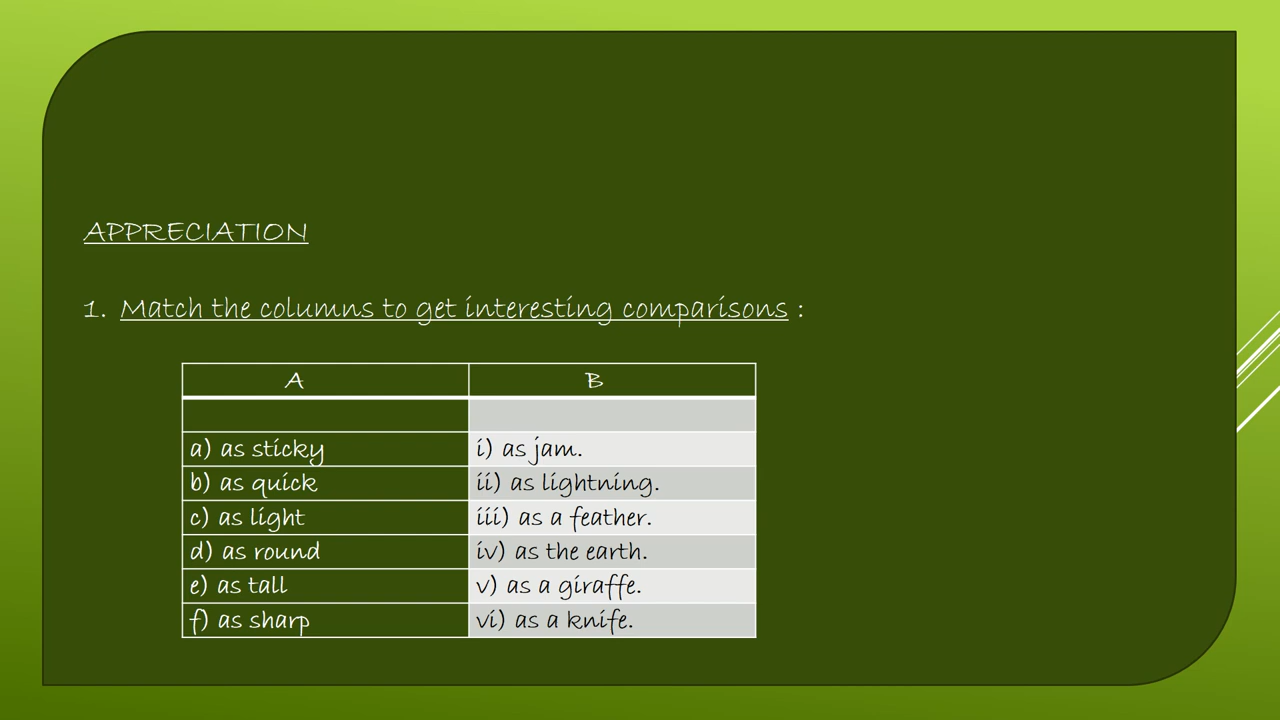 APPRECIATION
1. Match the columns to get interesting comparisons :
A B
a) as sticky i) as jam.
b) as quick ii) as lightning.
c) as light iii) as a feather.
d) as round iv) as the earth.
e) as tall v) as a giraffe.
f) as sharp vi) as a knife.